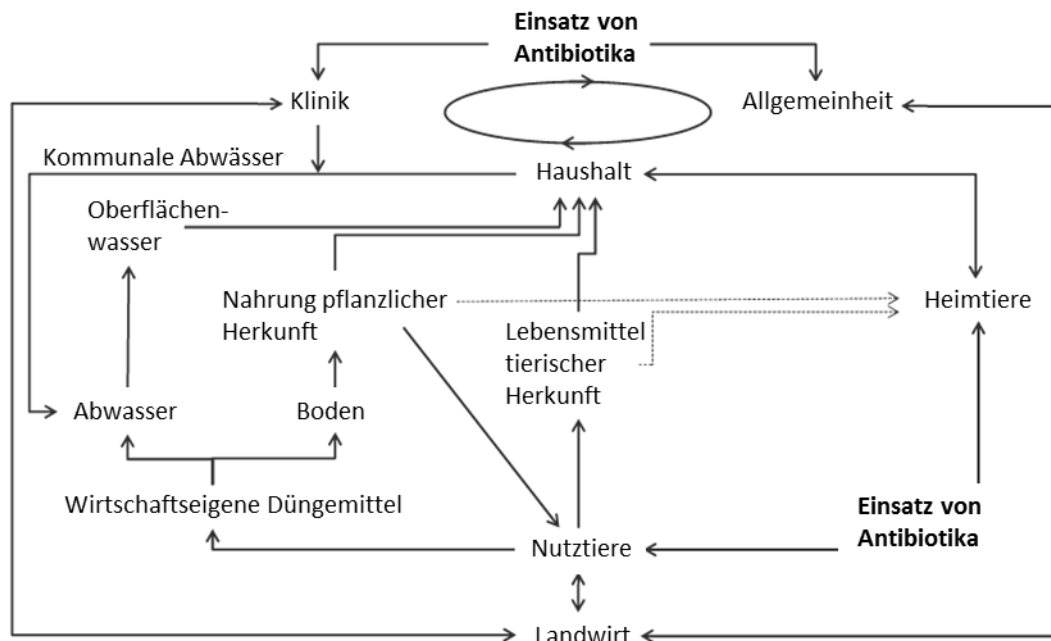 Einsatz von
Antibiotika
Klinik
Allgemeinheit
Kommunale Abwässer
Haushalt
Oberflächen-
wasser
Nahrung pflanzlicher
Herkunft
Heimtiere
Lebensmittel
tierischer
Herkunft
Abwasser
Boden
Wirtschaftseigene Düngemittel
Einsatz von
Antibiotika
Nutztiere
Landwirt